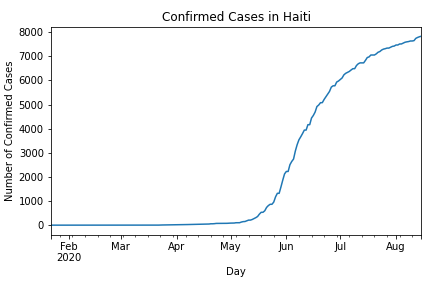 Confirmed Cases in Haiti
Number of Confirmed Cases
8000
7000
6000
5000
4000
3000
2000
1000
0
Feb Mar Apr May Jun Jul Aug
2020
Day